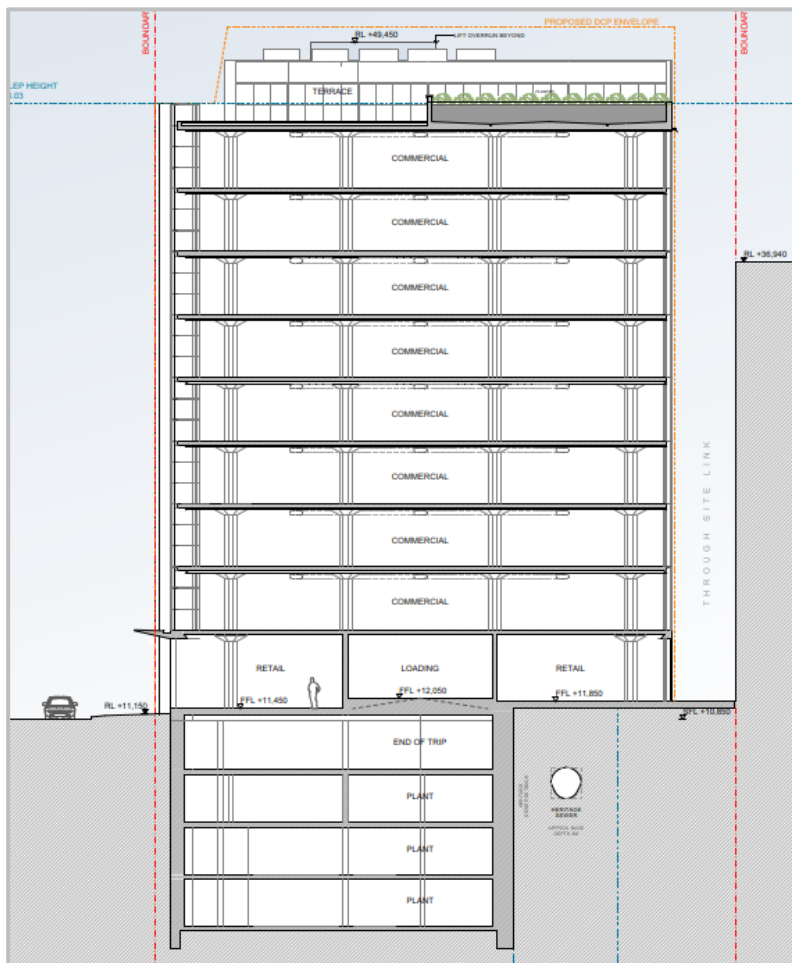 PROPOSED DCP ENVELOPE
BOUNDARY
BOUNDARY
RL +49,450
LIFT OVERRUN BEYOND
LEP HEIGHT
TERRACE
COMMERCIAL
COMMERCIAL
COMMERCIAL
RL +36,940
COMMERCIAL
COMMERCIAL
COMMERCIAL
COMMERCIAL
COMMERCIAL
THROUGH SITE LINK
RETAIL
LOADING
RETAIL
FFL +11,450
FFL +12,050
FFL +11,850
RL +11,150
SFL +10,850
END OF TRIP
PLANT
HERITAGE
SEWER
PLANT
PLANT